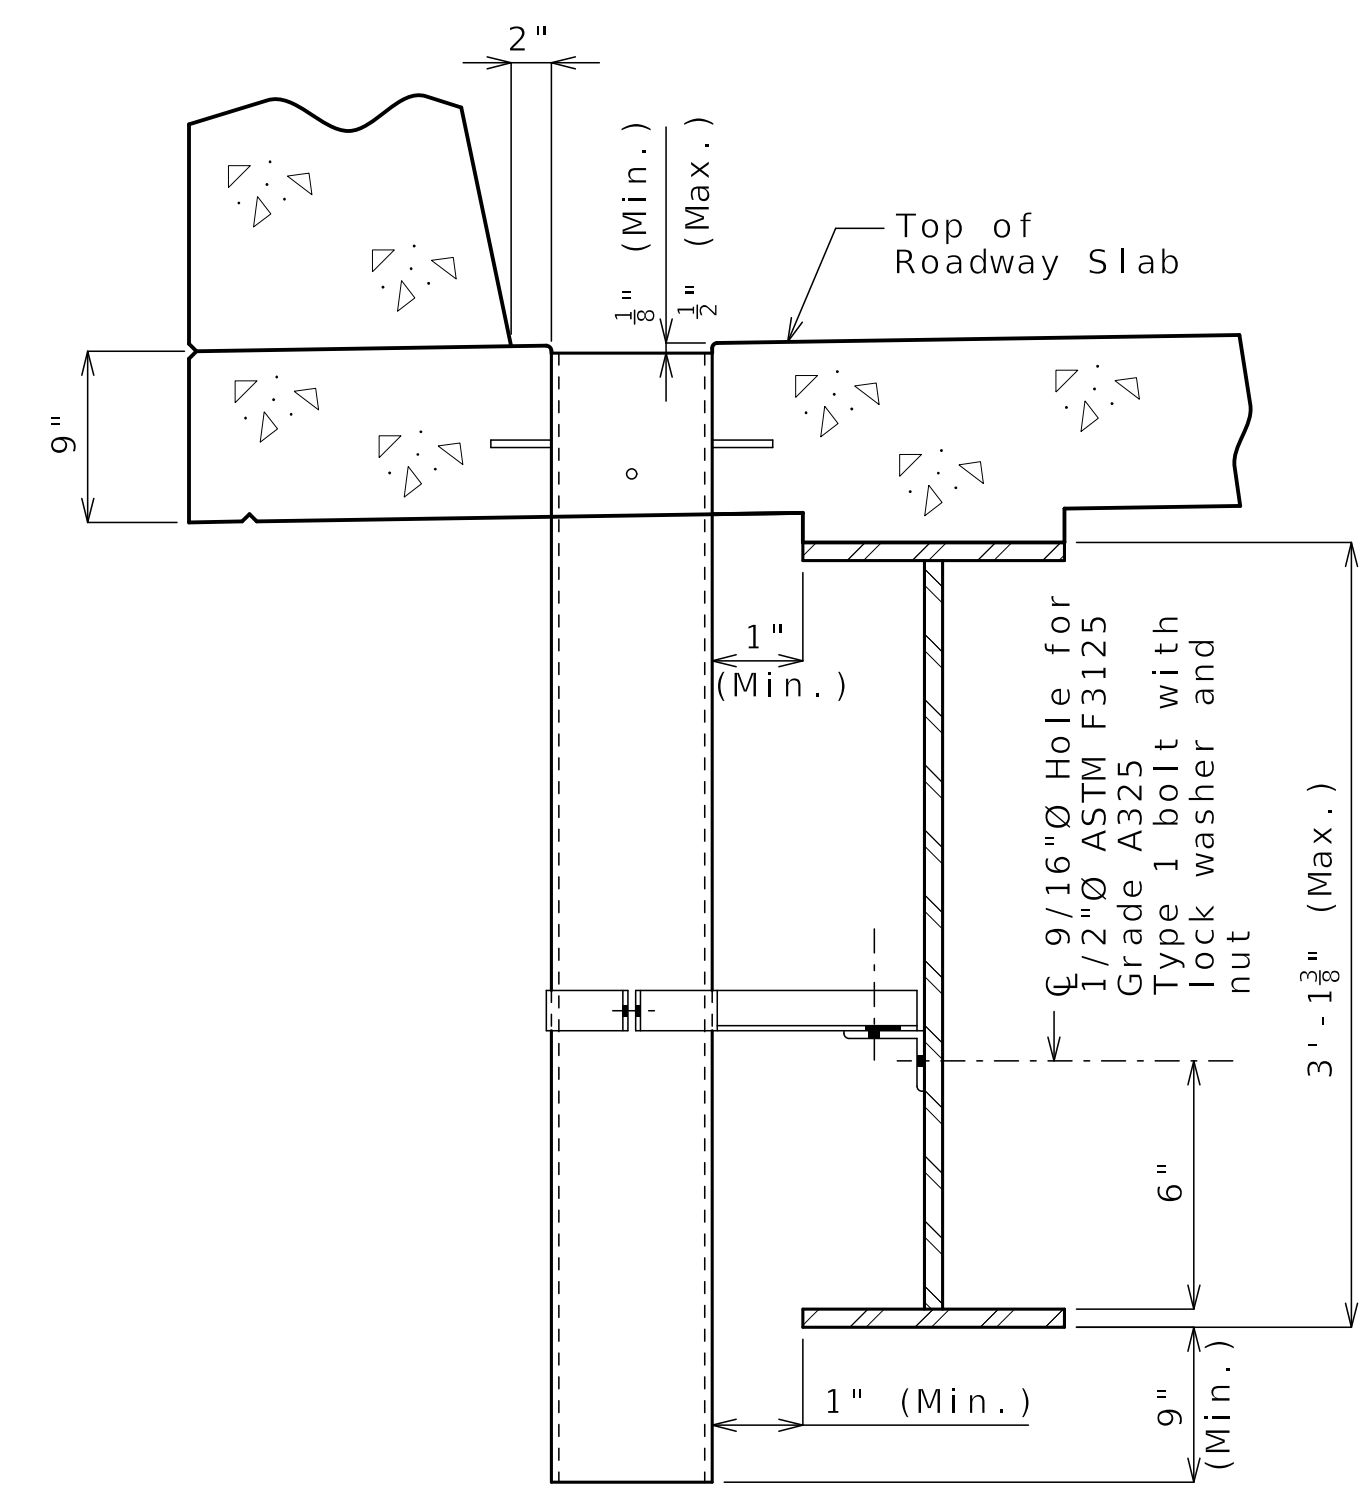 2"
1/8" (Min.)
1/2" (Max.)
Top of
Roadway Slab
9"
1"
(Min.)
℄ 9/16"Ø Hole for
1/2"Ø ASTM F3125
Grade A325
Type 1 bolt with
lock washer and
nut
3'-1 3/8" (Max.)
6"
1" (Min.)
9"
(Min.)